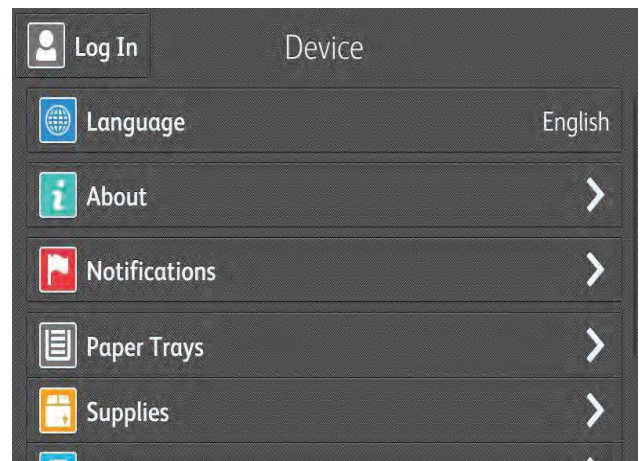 Log In
Device
Language
English
About
Notifications
Paper Trays
Supplies